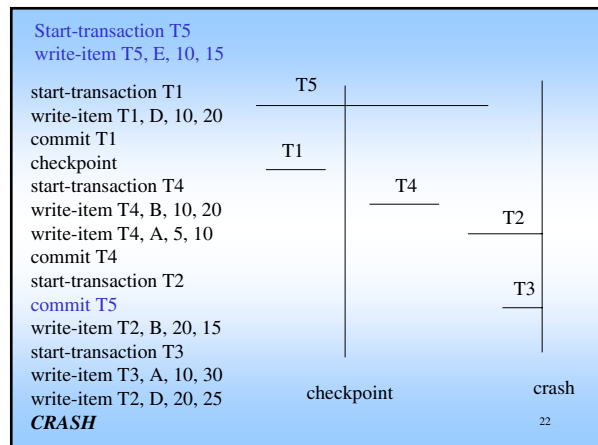 Start-transaction T5
write-item T5, E, 10, 15
start-transaction T1
write-item T1, D, 10, 20
commit T1
checkpoint
start-transaction T4
write-item T4, B, 10, 20
write-item T4, A, 5, 10
commit T4
start-transaction T2
commit T5
write-item T2, B, 20, 15
start-transaction T3
write-item T3, A, 10, 30
write-item T2, D, 20, 25
CRASH
T5
T1
T4
T2
T3
checkpoint
crash
22